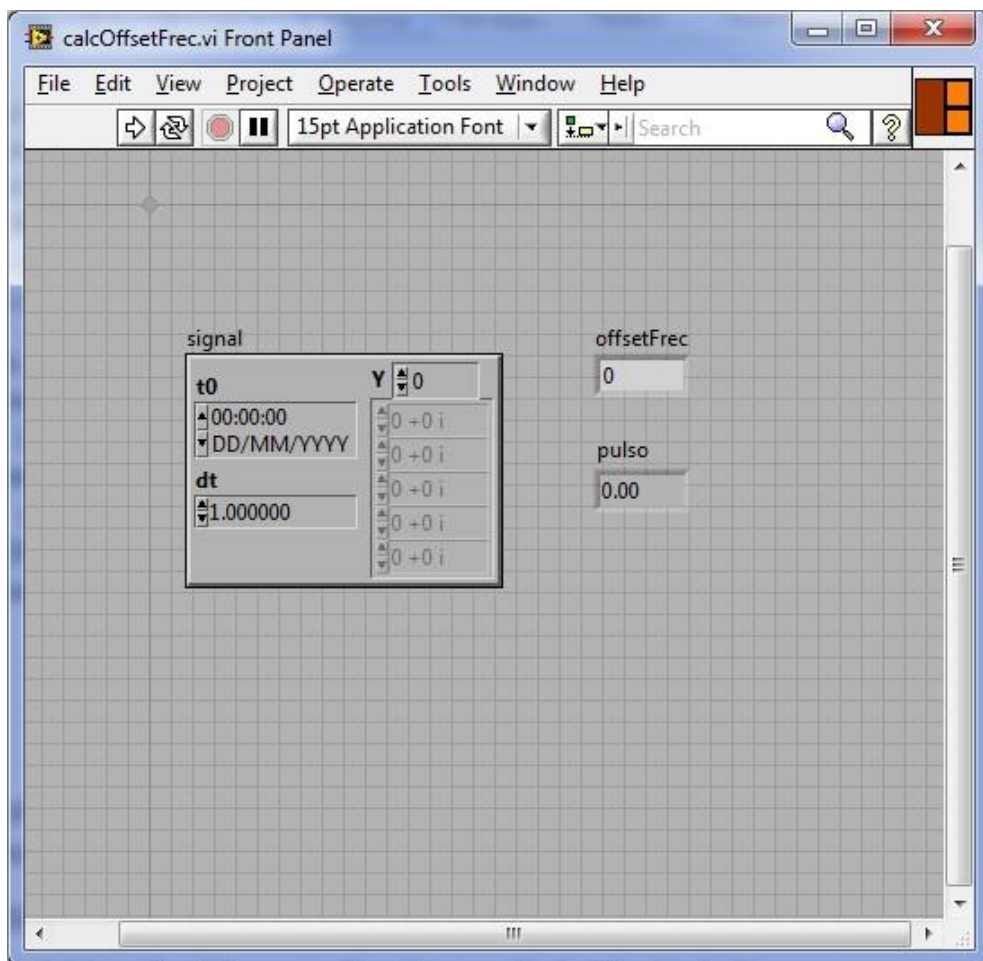 calcOffsetFrec.vi Front Panel
File Edit View Project Operate Tools Window Help
15pt Application Font Search ?
signal
offsetFrec
t0
Y 0
0
00:00:00
DD/MM/YYYY
0 +0 i
0 +0 i
pulso
dt
0 +0 i
0.00
1.000000
0 +0 i
0 +0 i